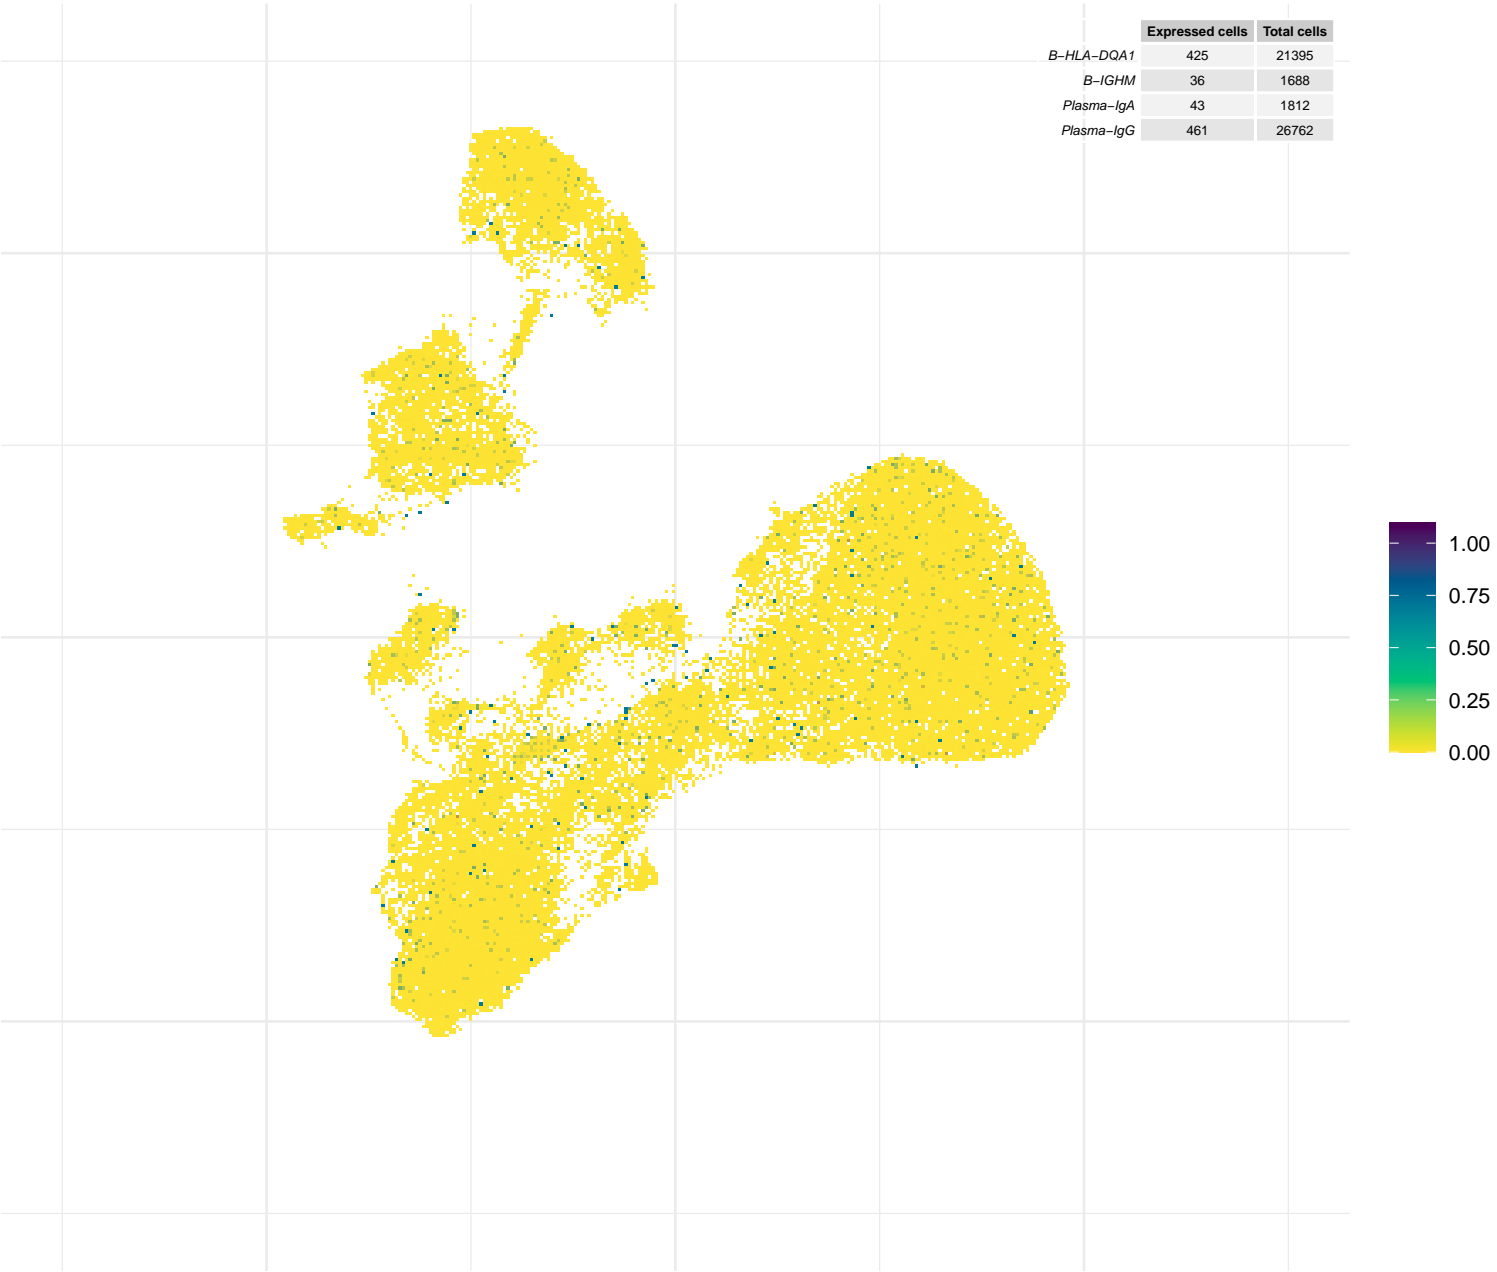 Expressed cells Total cells
B−HLA−DQA1 425 21395
B−IGHM 36 1688
Plasma−IgA 43 1812
Plasma−IgG 461 26762
1.00
0.75
0.50
0.25
0.00